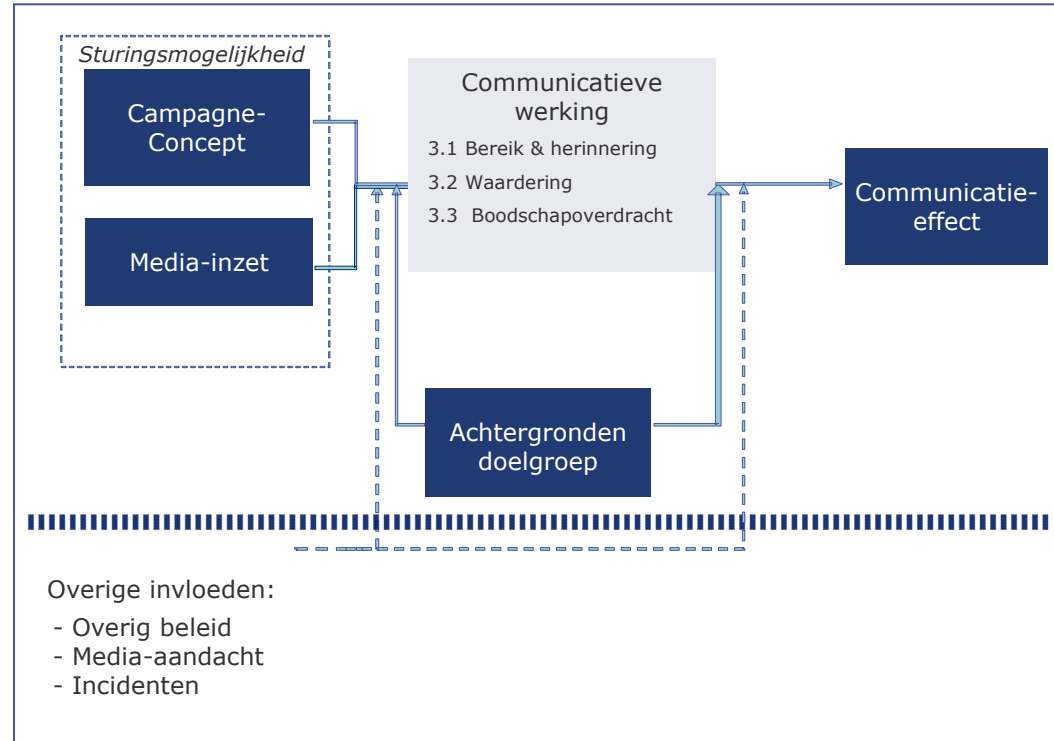 Sturingsmogelijkheid
Campagne-
Concept
Media-inzet
Communicatieve
werking
3.1 Bereik & herinnering
3.2 Waardering
3.3 Boodschapoverdracht
Communicatie-
effect
Achtergronden
doelgroep
Overige invloeden:
- Overig beleid
- Media-aandacht
- Incidenten